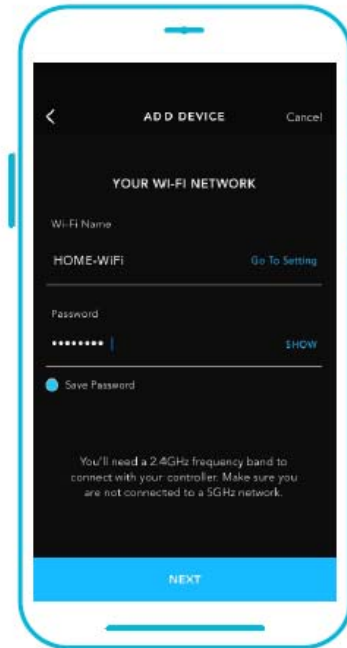 ADD DEVICE Cancel
YOUR WI-FI NETWORK
Wi-Fi Name
HOME-WiFi Go To Setting
Password
•••••••• SHOW
Save Password
You'll need a 2.4GHz frequency band to
connect with your controller. Make sure you
are not connected to a 5GHz network.
NEXT